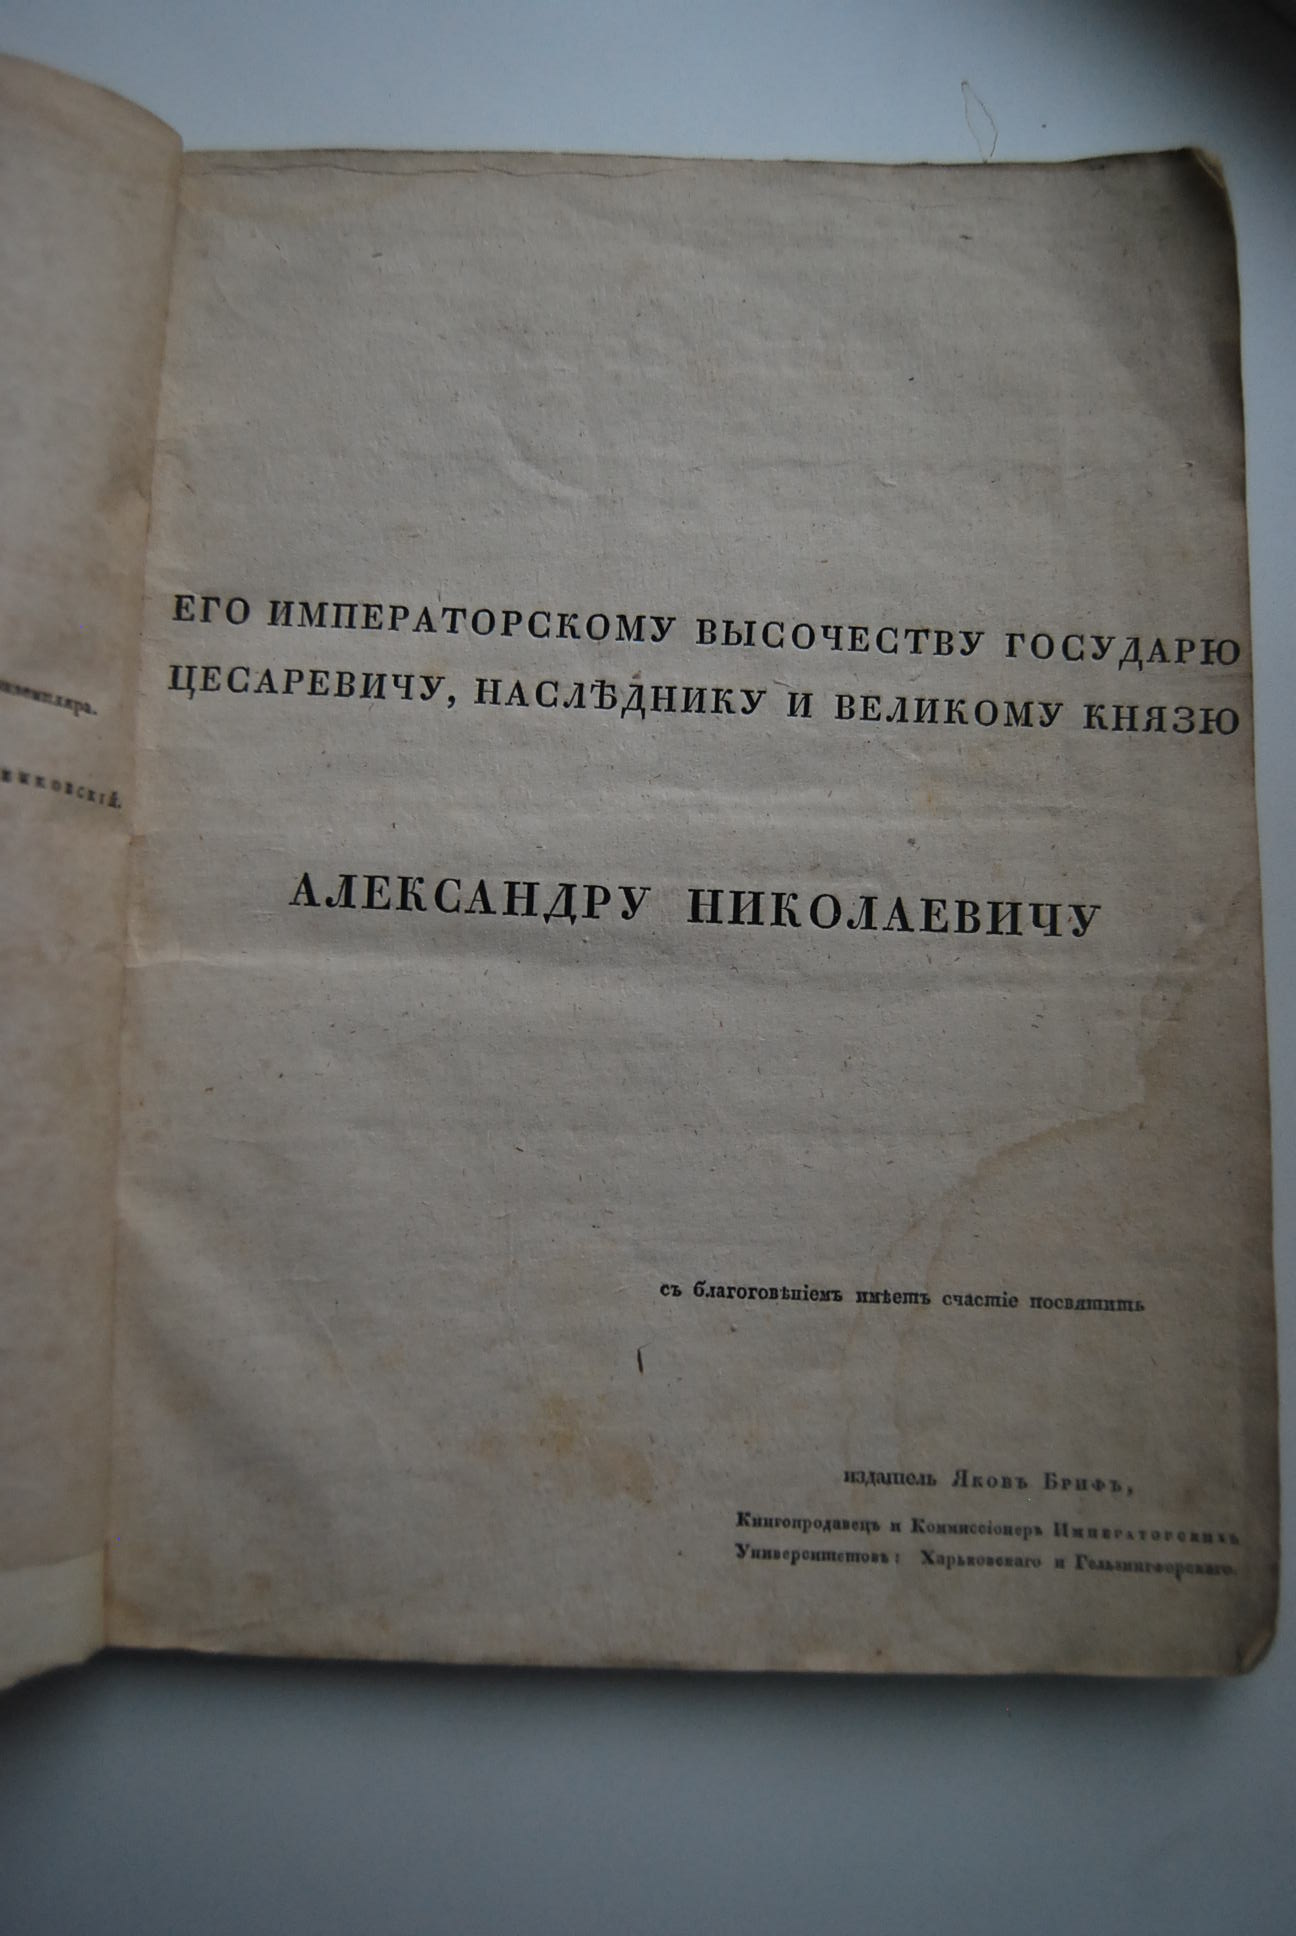 ЕГО ИМПЕРАТОРСКОМУ ВЫСОЧЕСТВУ ГОСУДАРЮ
ЦЕСАРЕВИЧУ, НАСЛѢДНИКУ И ВЕЛИКОМУ КНЯЗЮ
АЛЕКСАНДРУ НИКОЛАЕВИЧУ
съ благоговѣніемъ имѣетъ счастіе посвятить
издатель Яковъ Брифъ,
Книгопродавецъ и Коммиссіонеръ Императорскихъ
Университетовъ: Харьковскаго и Гельзингфорскаго.